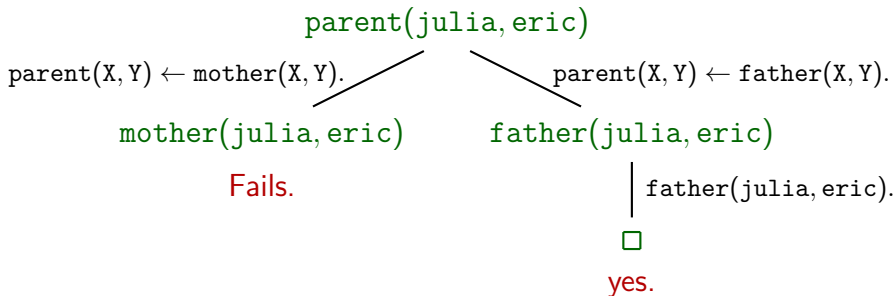 parent(julia, eric)
parent(X, Y) ← mother(X, Y).
parent(X, Y) ← father(X, Y).
mother(julia, eric)
father(julia, eric)
Fails.
father(julia, eric).
□
yes.